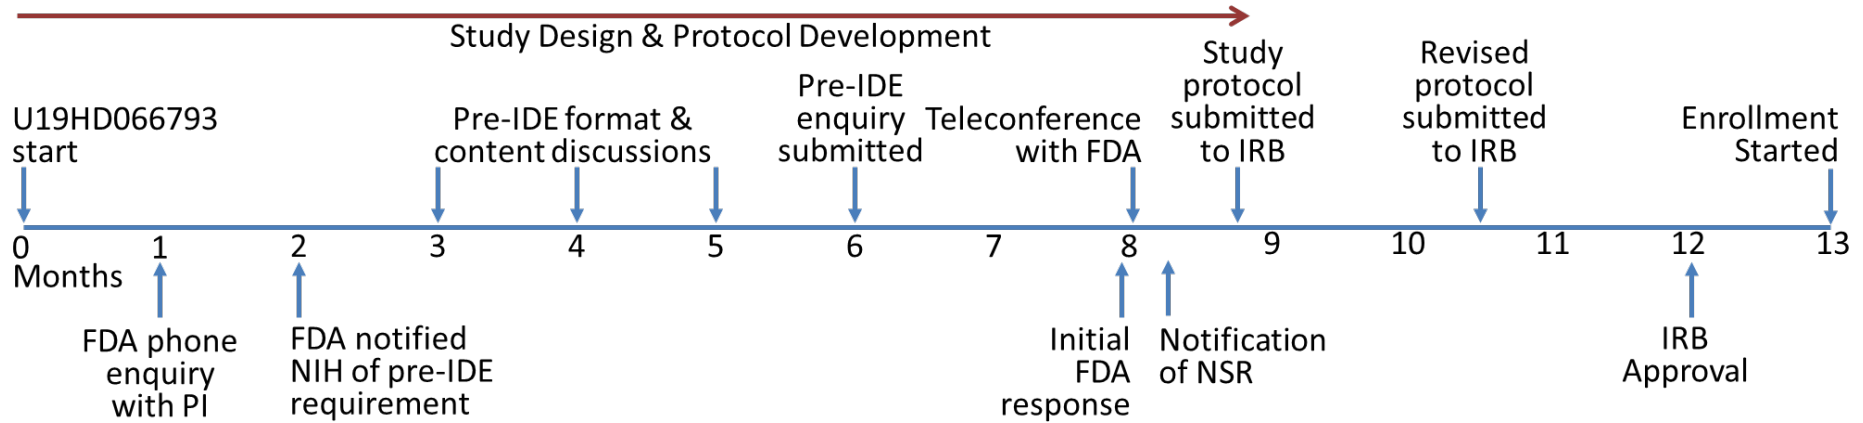 Study Design & Protocol Development
U19HD066793
start
Pre-IDE format &
content discussions
Pre-IDE
enquiry
submitted
Teleconference
with FDA
Study
protocol
submitted
to IRB
Revised
protocol
submitted
to IRB
Enrollment
Started
0 1 2 3 4 5 6 7 8 9 10 11 12 13
Months
FDA phone
enquiry
with PI
FDA notified
NIH of pre-IDE
requirement
Initial
FDA
response
Notification
of NSR
IRB
Approval